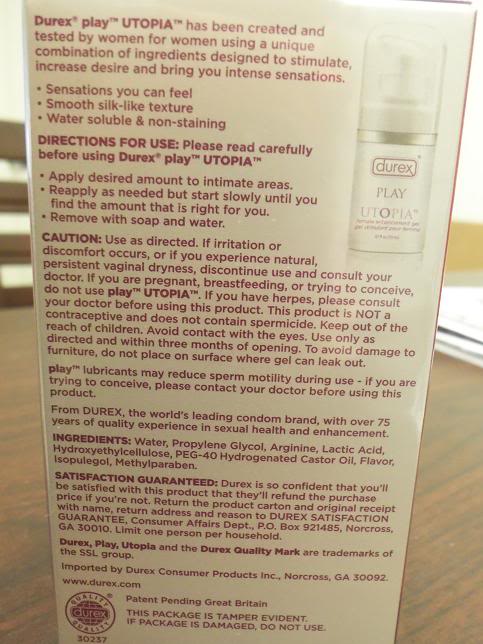 Durex® play™ UTOPIA™ has been created and
tested by women for women using a unique
combination of ingredients designed to stimulate,
increase desire and bring you intense sensations.
• Sensations you can feel
• Smooth silk-like texture
• Water soluble & non-staining
DIRECTIONS FOR USE: Please read carefully
before using Durex® play™ UTOPIA™
• Apply desired amount to intimate areas.
• Reapply as needed but start slowly until you
find the amount that is right for you.
• Remove with soap and water.
durex
PLAY
UTOPIA™
female enhancement gel
gel stimulant pour femme
CAUTION: Use as directed. If irritation or
discomfort occurs, or if you experience natural,
persistent vaginal dryness, discontinue use and consult your
doctor. If you are pregnant, breastfeeding, or trying to conceive,
do not use play™ UTOPIA™. If you have herpes, please consult
your doctor before using this product. This product is NOT a
contraceptive and does not contain spermicide. Keep out of the
reach of children. Avoid contact with the eyes. Use only as
directed and within three months of opening. To avoid damage to
furniture, do not place on surface where gel can leak out.
play™ lubricants may reduce sperm motility during use - if you are
trying to conceive, please contact your doctor before using this
product.
From DUREX, the world's leading condom brand, with over 75
years of quality experience in sexual health and enhancement.
INGREDIENTS: Water, Propylene Glycol, Arginine, Lactic Acid,
Hydroxyethylcellulose, PEG-40 Hydrogenated Castor Oil, Flavor,
Isopulegol, Methylparaben.
SATISFACTION GUARANTEED: Durex is so confident that you'll
be satisfied with this product that they'll refund the purchase
price if you're not. Return the product carton and original receipt
with name, return address and reason to DUREX SATISFACTION
GUARANTEE, Consumer Affairs Dept., P.O. Box 921485, Norcross,
GA 30010. Limit one person per household.
Durex, Play, Utopia and the Durex Quality Mark are trademarks of
the SSL group.
Imported by Durex Consumer Products Inc., Norcross, GA 30092.
www.durex.com
QUALITY
durex
QUALITY
30237
Patent Pending Great Britain
THIS PACKAGE IS TAMPER EVIDENT.
IF PACKAGE IS DAMAGED, DO NOT USE.